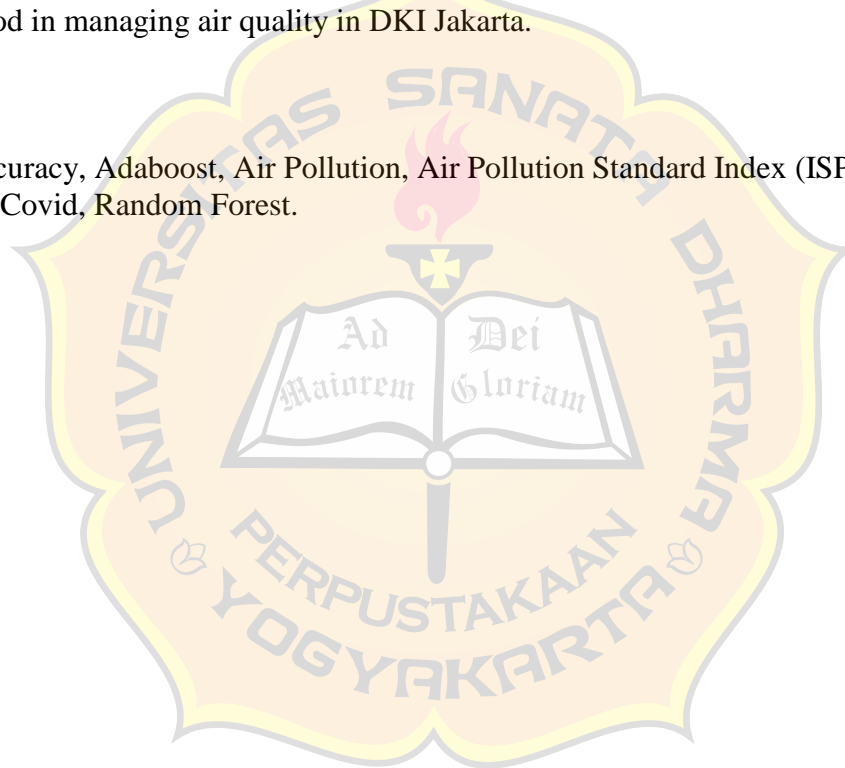 od in managing air quality in DKI Jakarta.
UNIVERSITAS SANATA DHARMA
curacy, Adaboost, Air Pollution, Air Pollution Standard Index (ISP
Covid, Random Forest.
Ad Dei
Maiorem Gloriam
PERPUSTAKAAN
YOGYAKARTA